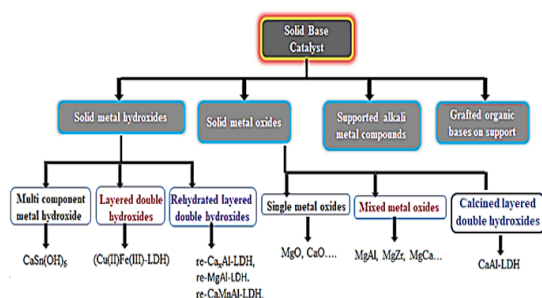 Solid Base
Catalyst
Solid metal hydroxides
Solid metal oxides
Supported alkali
metal compounds
Grafted organic
bases on support
Multi component
metal hydroxide
Layered double
hydroxides
Rehydrated layered
double hydroxides
Single metal oxides
Mixed metal oxides
Calcined layered
double hydroxides
CaSn(OH)6
(Cu(II)Fe(III)-LDH)
re-CaxAl-LDH,
re-MgAl-LDH.
re-CaMnAl-LDH.
MgO, CaO....
MgAl, MgZr, MgCa...
CaAl-LDH